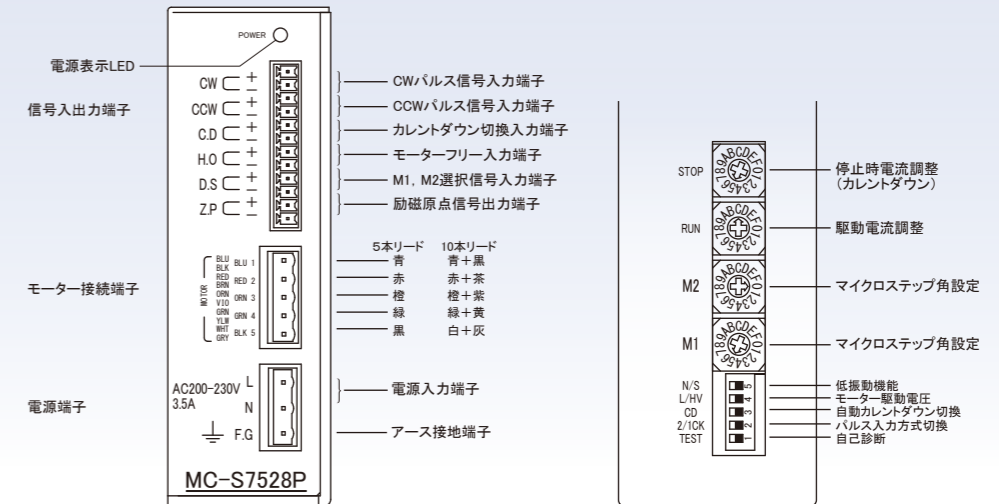 POWER
電源表示LED
信号入出力端子
CW + −
CCW + −
C.D + −
H.O + −
D.S + −
Z.P + −
CWパルス信号入力端子
CCWパルス信号入力端子
カレントダウン切換入力端子
モーターフリー入力端子
M1, M2選択信号入力端子
励磁原点信号出力端子
5本リード 10本リード
青 青+黒
赤 赤+茶
橙 橙+紫
緑 緑+黄
黒 白+灰
モーター接続端子
MOTOR
BLU
BLK
RED
BRN
ORN
VIO
GRN
YLW
WHT
GRY
BLU 1
RED 2
ORN 3
GRN 4
BLK 5
電源端子
AC200-230V
3.5A
L
N
F.G
電源入力端子
アース接地端子
MC-S7528P
STOP
0123456789ABCDEF
停止時電流調整
(カレントダウン)
RUN
0123456789ABCDEF
駆動電流調整
M2
0123456789ABCDEF
マイクロステップ角設定
M1
0123456789ABCDEF
マイクロステップ角設定
N/S 5 低振動機能
L/HV 4 モーター駆動電圧
CD 3 自動カレントダウン切換
2/1CK 2 パルス入力方式切換
TEST 1 自己診断